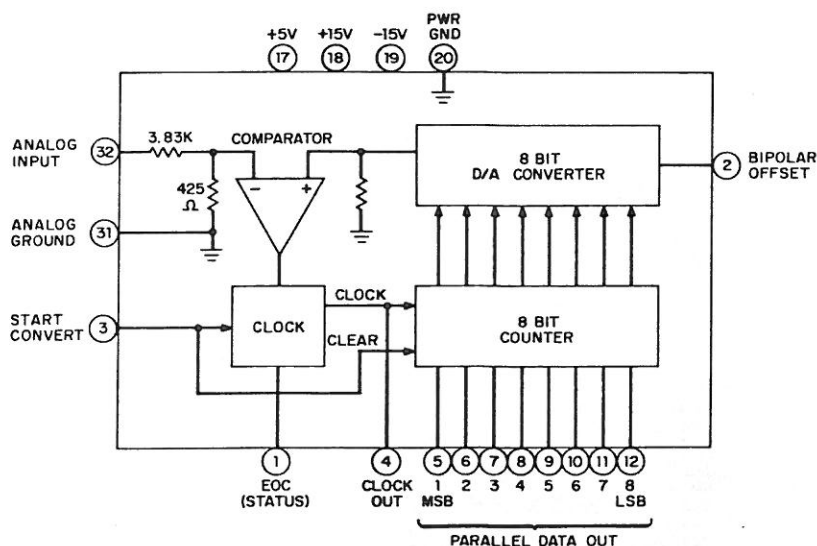 PWR
GND
+5V +15V -15V
17 18 19 20
ANALOG
INPUT
32
3.83K
COMPARATOR
8 BIT
D/A CONVERTER
2
BIPOLAR
OFFSET
425
Ω
- +
ANALOG
GROUND
31
START
CONVERT
3
CLOCK
CLOCK
CLEAR
8 BIT
COUNTER
1 4 5 6 7 8 9 10 11 12
EOC
(STATUS)
CLOCK
OUT
1 2 3 4 5 6 7 8
MSB LSB
PARALLEL DATA OUT